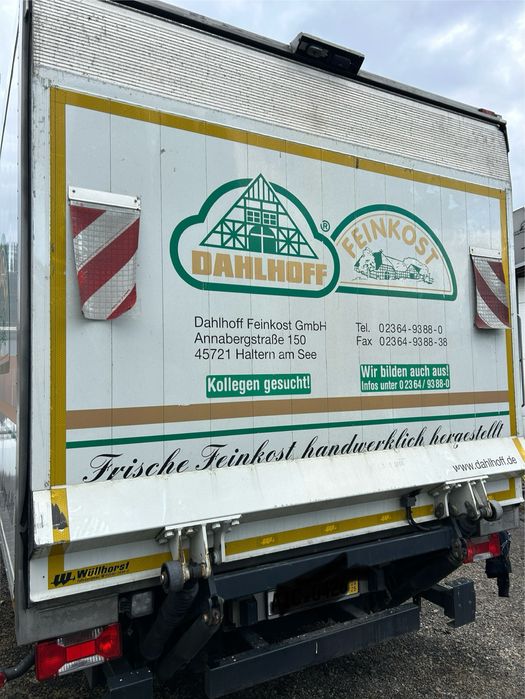 DAHLHOFF
®
FEINKOST
Dahlhoff Feinkost GmbH
Annabergstraße 150
45721 Haltern am See
Tel. 02364-9388-0
Fax 02364-9388-38
Kollegen gesucht!
Wir bilden auch aus!
Infos unter 02364/9388-0
Frische Feinkost handwerklich hergestellt
www.dahlhoff.de
W. Wüllhorst